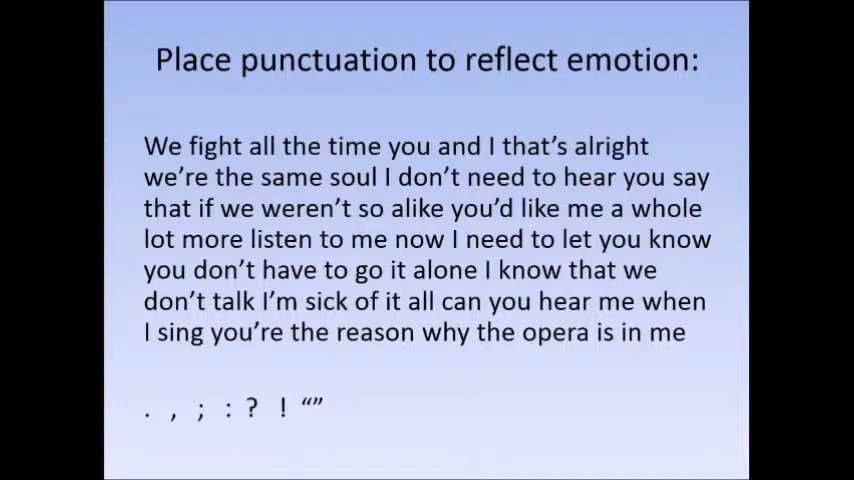 Place punctuation to reflect emotion:
We fight all the time you and I that’s alright
we’re the same soul I don’t need to hear you say
that if we weren’t so alike you’d like me a whole
lot more listen to me now I need to let you know
you don’t have to go it alone I know that we
don’t talk I’m sick of it all can you hear me when
I sing you’re the reason why the opera is in me
. , ; : ? ! “”